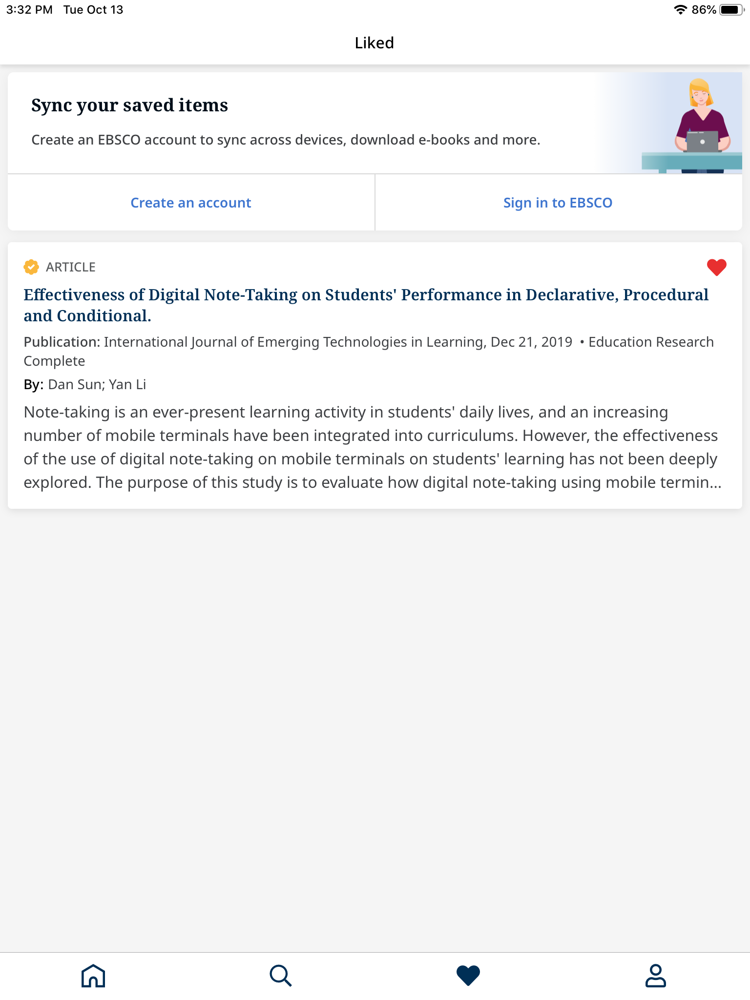 3:32 PM Tue Oct 13
86%
Liked
Sync your saved items
Create an EBSCO account to sync across devices, download e-books and more.
Create an account
Sign in to EBSCO
ARTICLE
Effectiveness of Digital Note-Taking on Students' Performance in Declarative, Procedural
and Conditional.
Publication: International Journal of Emerging Technologies in Learning, Dec 21, 2019 • Education Research
Complete
By: Dan Sun; Yan Li
Note-taking is an ever-present learning activity in students' daily lives, and an increasing
number of mobile terminals have been integrated into curriculums. However, the effectiveness
of the use of digital note-taking on mobile terminals on students' learning has not been deeply
explored. The purpose of this study is to evaluate how digital note-taking using mobile termin...